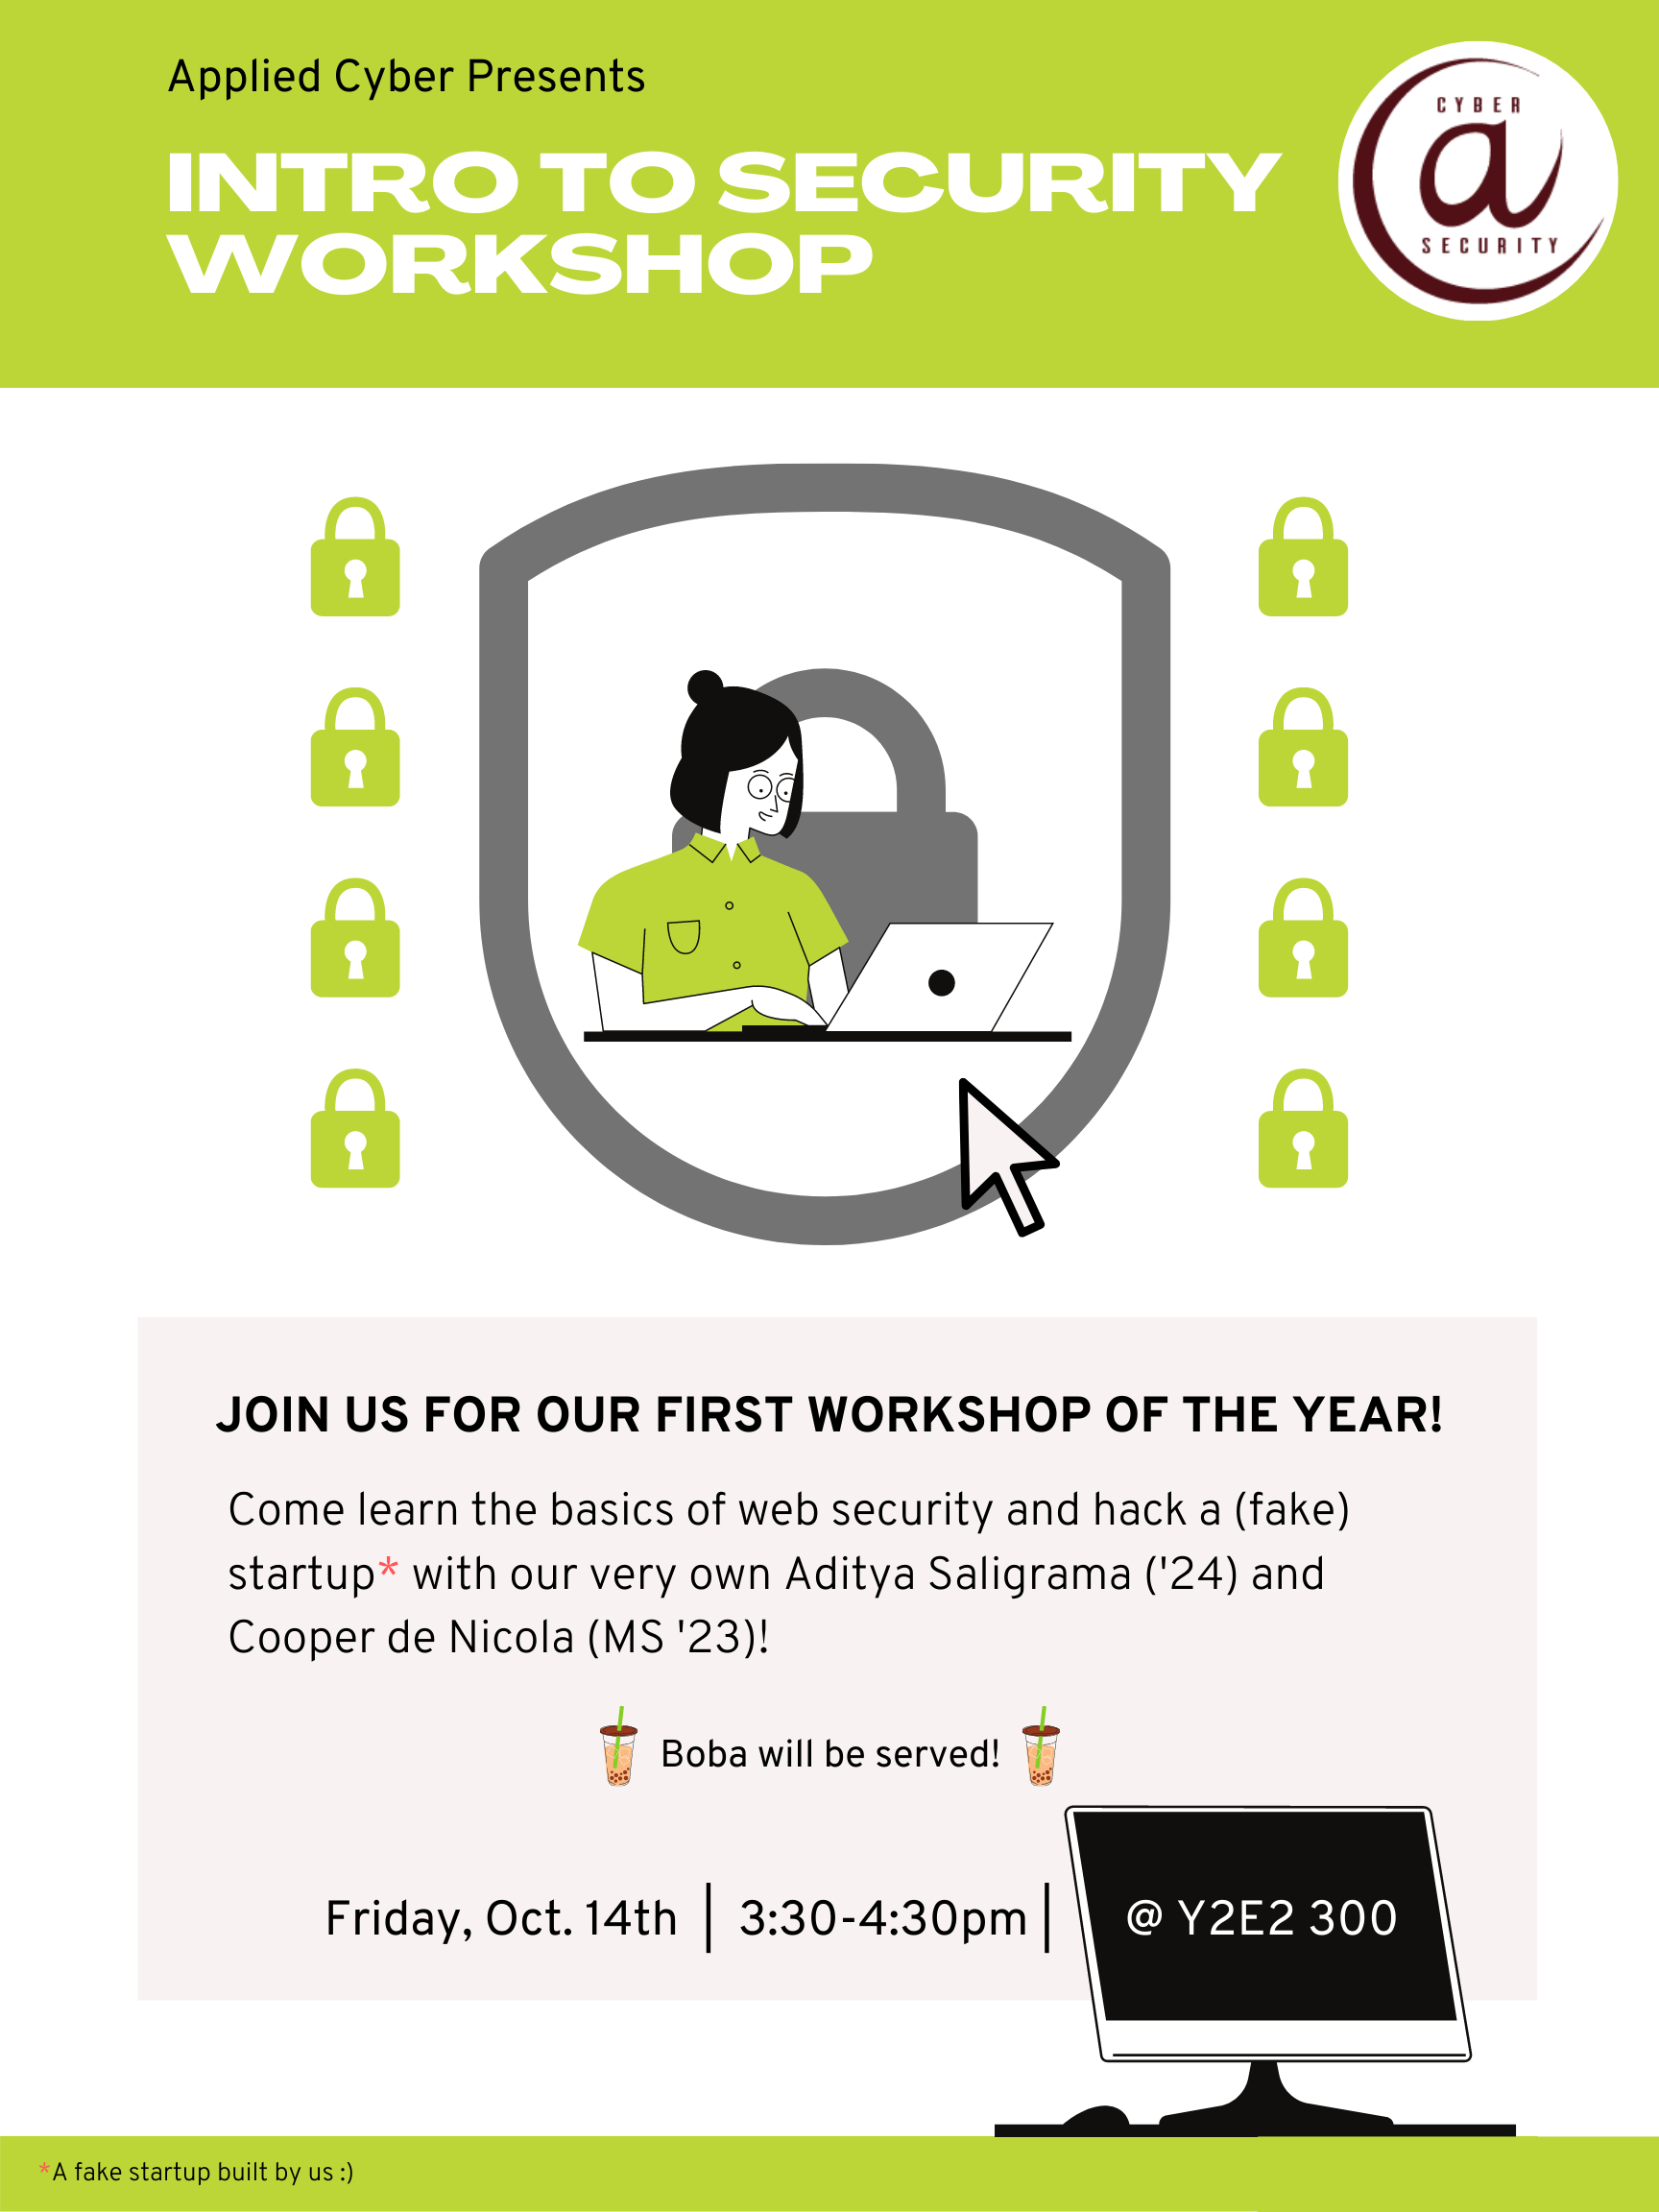 Applied Cyber Presents
INTRO TO SECURITY
WORKSHOP
CYBER
a
SECURITY
JOIN US FOR OUR FIRST WORKSHOP OF THE YEAR!
Come learn the basics of web security and hack a (fake)
startup* with our very own Aditya Saligrama ('24) and
Cooper de Nicola (MS '23)!
Boba will be served!
Friday, Oct. 14th | 3:30-4:30pm | @ Y2E2 300
*A fake startup built by us :)